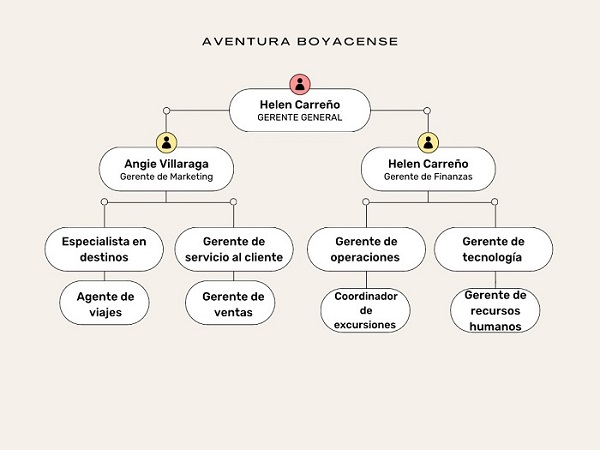 AVENTURA BOYACENSE
Helen Carreño
GERENTE GENERAL
Angie Villaraga
Gerente de Marketing
Helen Carreño
Gerente de Finanzas
Especialista en
destinos
Gerente de
servicio al cliente
Gerente de
operaciones
Gerente de
tecnología
Agente de
viajes
Gerente de
ventas
Coordinador
de
excursiones
Gerente de
recursos
humanos